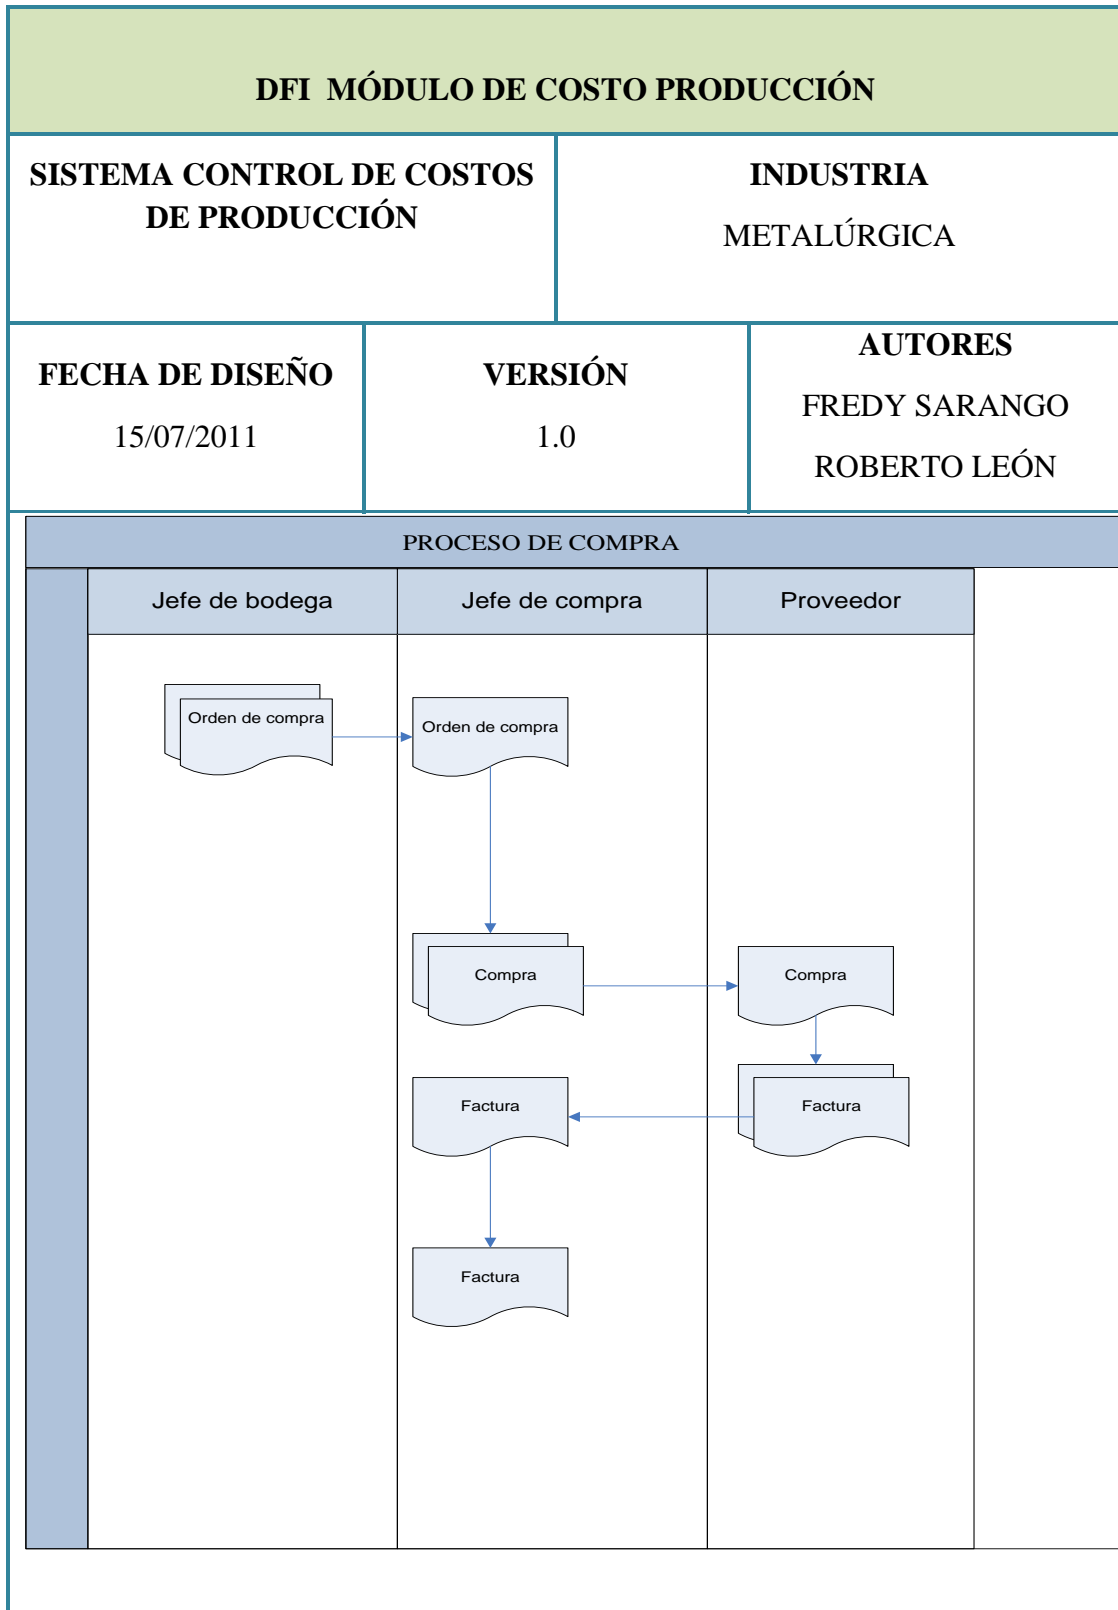 DFI MÓDULO DE COSTO PRODUCCIÓN
SISTEMA CONTROL DE COSTOS
DE PRODUCCIÓN
INDUSTRIA
METALÚRGICA
FECHA DE DISEÑO
15/07/2011
VERSIÓN
1.0
AUTORES
FREDY SARANGO
ROBERTO LEÓN
PROCESO DE COMPRA
Jefe de bodega
Jefe de compra
Proveedor
Orden de compra
Orden de compra
Compra
Compra
Factura
Factura
Factura